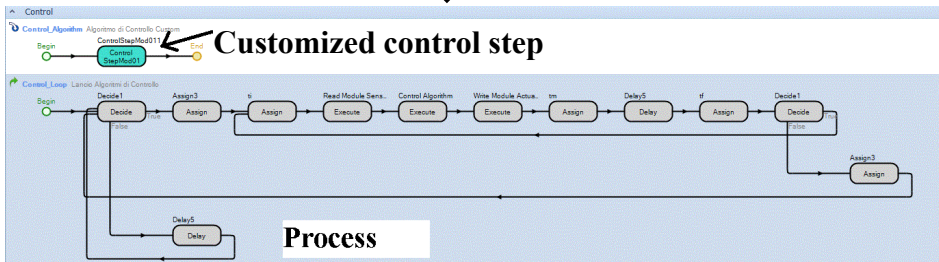 Control
Control_Algorithm Algoritmo di Controllo Custom
Begin ControlStepMod011 End
Control
StepMod01
Customized control step
Control_Loop Lancio Algoritmi di Controllo
Begin
Decide1 Assign3 ti Read Module Sens.. Control Algorithm Write Module Actua.. tm Delay5 tf Decide1
Decide Assign Assign Execute Execute Execute Assign Delay Assign Decide
True True
False False
Assign3
Assign
Delay5
Delay
Process